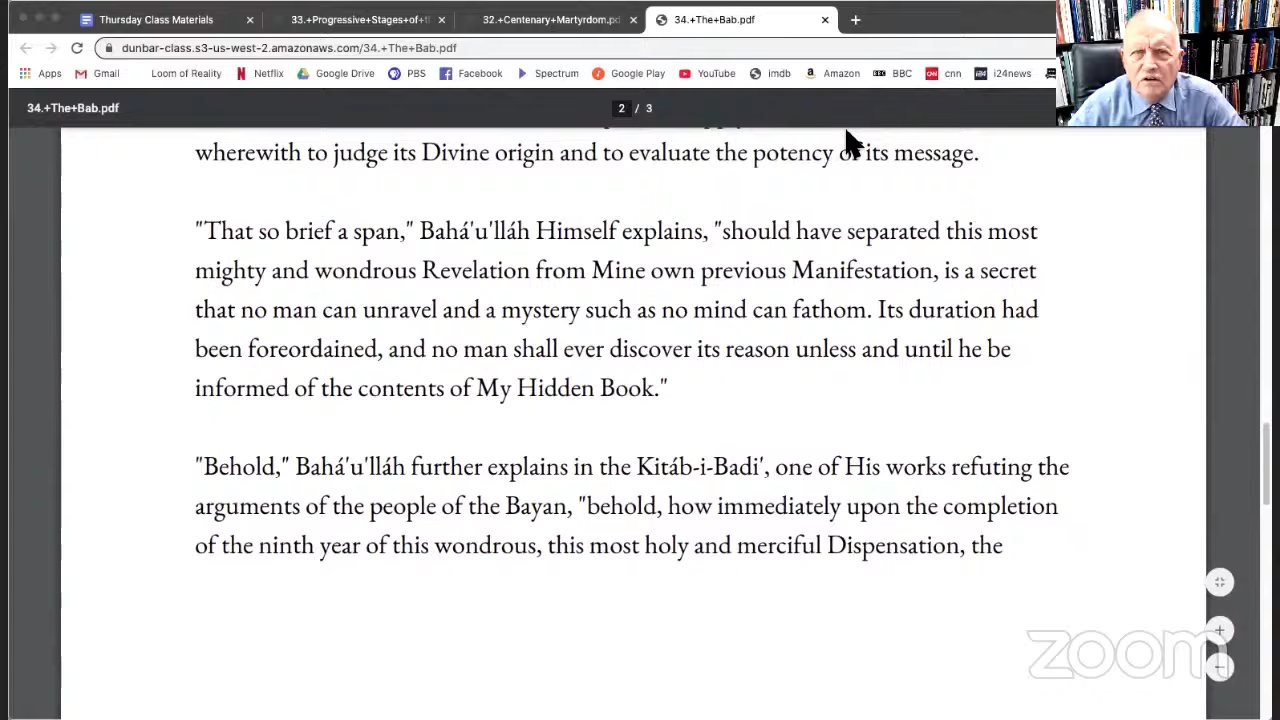 Thursday Class Materials
33.+Progressive+Stages+of+
32.+Centenary+Martyrdom.pd
34.+The+Bab.pdf
dunbar-class.s3-us-west-2.amazonaws.com/34.+The+Bab.pdf
Apps Gmail Loom of Reality Netflix Google Drive PBS Facebook Spectrum Google Play YouTube imdb Amazon BBC cnn i24news
34.+The+Bab.pdf 2 / 3
wherewith to judge its Divine origin and to evaluate the potency of its message.
"That so brief a span," Bahá'u'lláh Himself explains, "should have separated this most
mighty and wondrous Revelation from Mine own previous Manifestation, is a secret
that no man can unravel and a mystery such as no mind can fathom. Its duration had
been foreordained, and no man shall ever discover its reason unless and until he be
informed of the contents of My Hidden Book."
"Behold," Bahá'u'lláh further explains in the Kitáb-i-Badi', one of His works refuting the
arguments of the people of the Bayan, "behold, how immediately upon the completion
of the ninth year of this wondrous, this most holy and merciful Dispensation, the
zoom